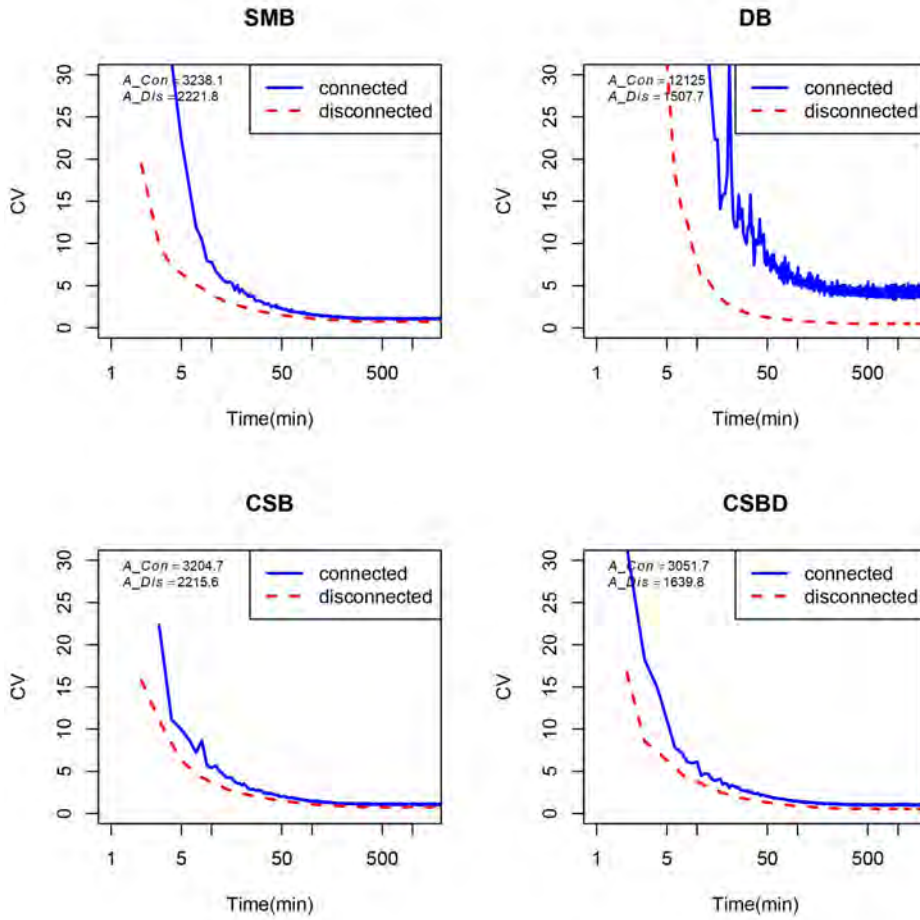 SMB
A_Con=3238.1
A_Dis=2221.8
connected
disconnected
CV
0 5 10 15 20 25 30
1 5 50 500
Time(min)
DB
A_Con=12125
A_Dis=1507.7
connected
disconnected
CV
0 5 10 15 20 25 30
1 5 50 500
Time(min)
CSB
A_Con=3204.7
A_Dis=2215.6
connected
disconnected
CV
0 5 10 15 20 25 30
1 5 50 500
Time(min)
CSBD
A_Con=3051.7
A_Dis=1639.8
connected
disconnected
CV
0 5 10 15 20 25 30
1 5 50 500
Time(min)